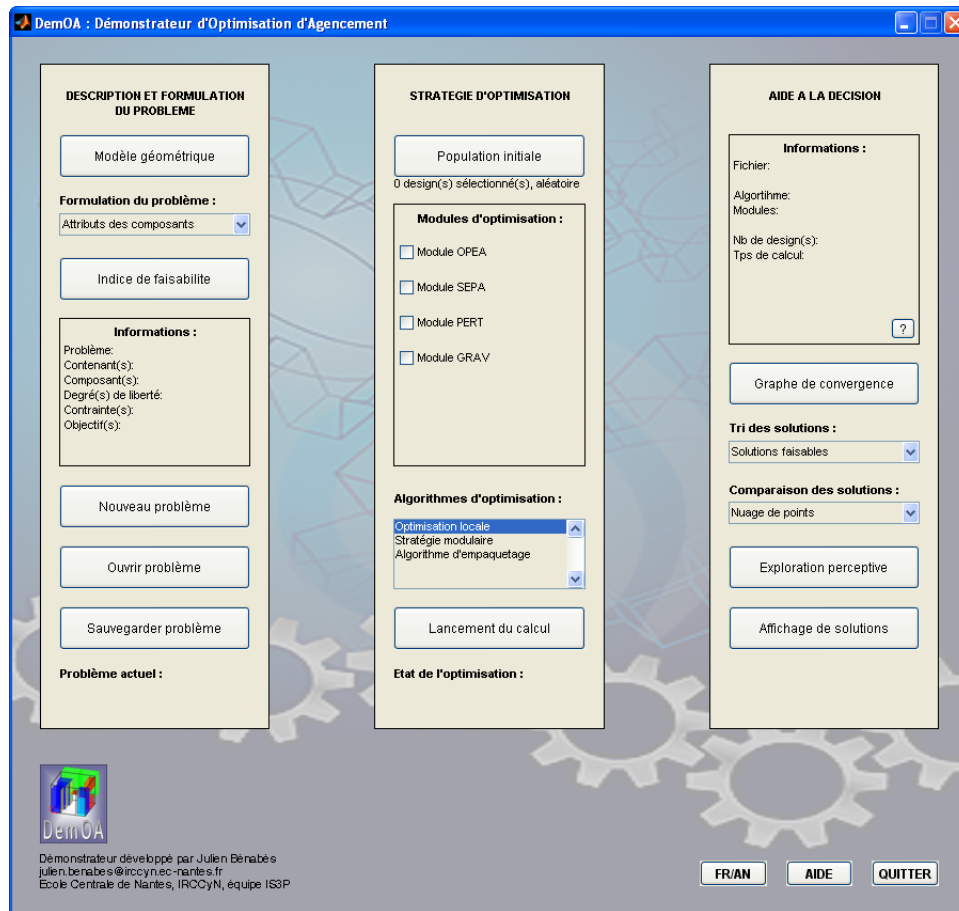 DemOA : Démonstrateur d'Optimisation d'Agencement
DESCRIPTION ET FORMULATION
DU PROBLEME
Modèle géométrique
Formulation du problème :
Attributs des composants
Indice de faisabilite
Informations :
Problème:
Contenant(s):
Composant(s):
Degré(s) de liberté:
Contrainte(s):
Objectif(s):
Nouveau problème
Ouvrir problème
Sauvegarder problème
Problème actuel :
STRATEGIE D'OPTIMISATION
Population initiale
0 design(s) sélectionné(s), aléatoire
Modules d'optimisation :
Module OPEA
Module SEPA
Module PERT
Module GRAV
Algorithmes d'optimisation :
Optimisation locale
Stratégie modulaire
Algorithme d'empaquetage
Lancement du calcul
Etat de l'optimisation :
AIDE A LA DECISION
Informations :
Fichier:
Algortihme:
Modules:
Nb de design(s):
Tps de calcul:
?
Graphe de convergence
Tri des solutions :
Solutions faisables
Comparaison des solutions :
Nuage de points
Exploration perceptive
Affichage de solutions
DemOA
Démonstrateur développé par Julien Bénabès
julien.benabes@irccyn.ec-nantes.fr
Ecole Centrale de Nantes, IRCCyN, équipe IS3P
FR/AN
AIDE
QUITTER